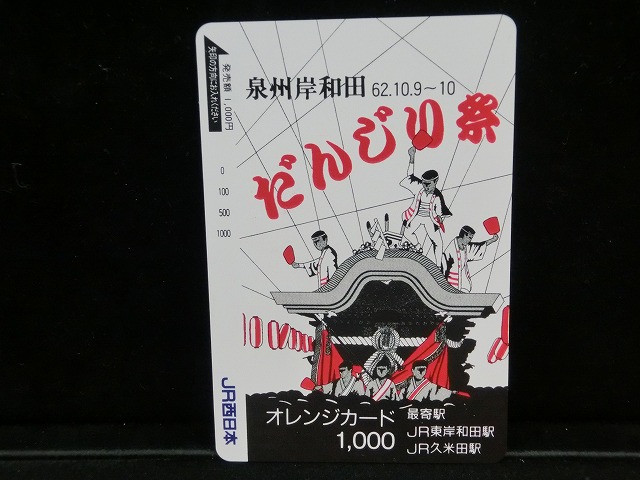 発売額 1,000円
矢印の方向にお入れください
泉州岸和田 62.10.9～10
だんじり祭
0
100
500
1000
JR西日本
オレンジカード
1,000
最寄駅
JR東岸和田駅
JR久米田駅